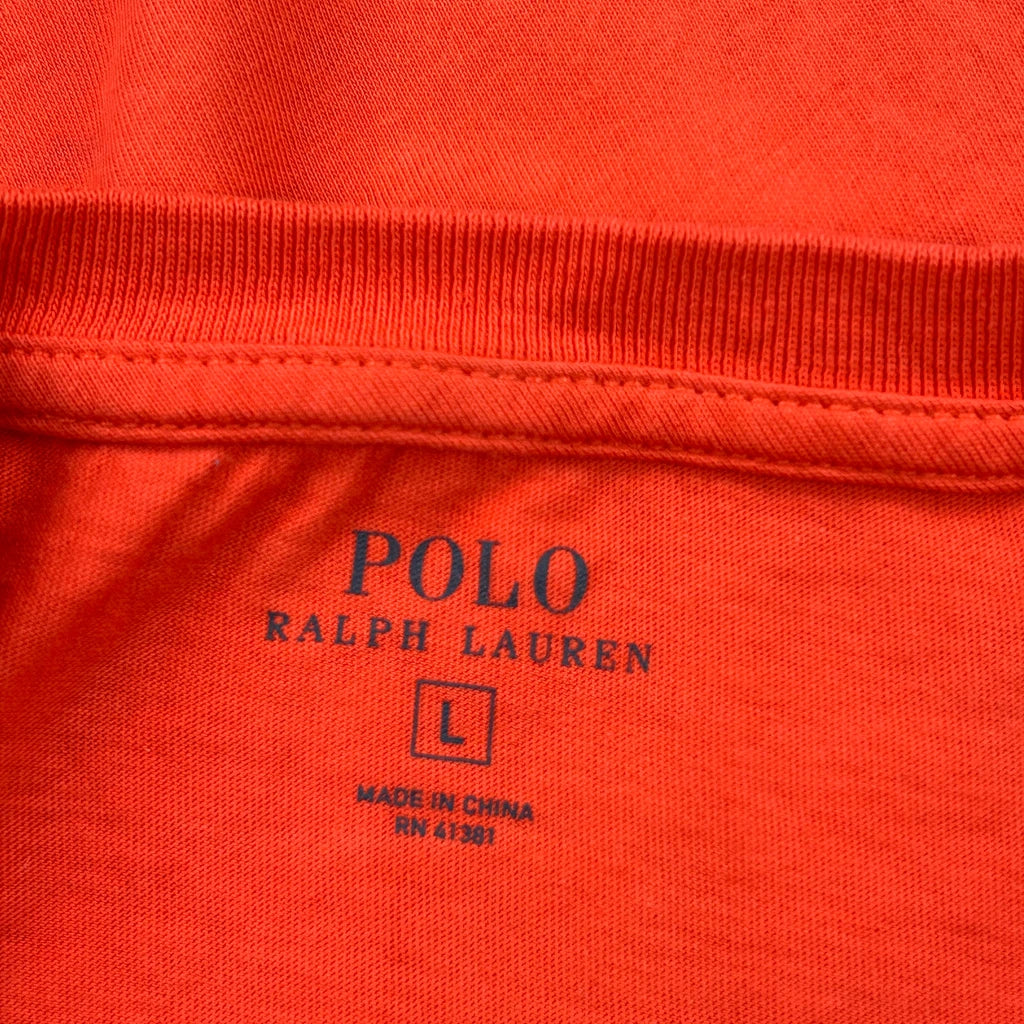 POLO
RALPH LAUREN
L
MADE IN CHINA
RN 41381